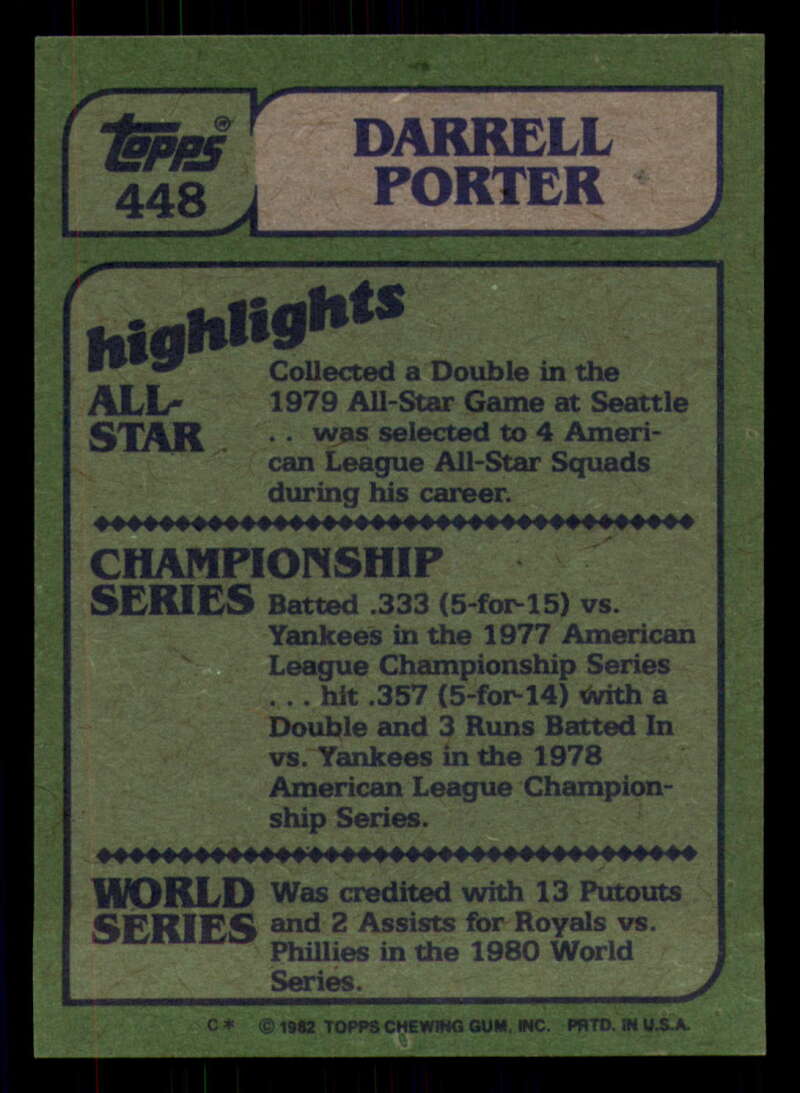 Topps®
448
DARRELL
PORTER
highlights
ALL-
STAR
Collected a Double in the
1979 All-Star Game at Seattle
. . was selected to 4 Ameri-
can League All-Star Squads
during his career.
CHAMPIONSHIP
SERIES
Batted .333 (5-for-15) vs.
Yankees in the 1977 American
League Championship Series
. . . hit .357 (5-for-14) with a
Double and 3 Runs Batted In
vs. Yankees in the 1978
American League Champion-
ship Series.
WORLD
SERIES
Was credited with 13 Putouts
and 2 Assists for Royals vs.
Phillies in the 1980 World
Series.
C* © 1982 TOPPS CHEWING GUM, INC. PRTD. IN U.S.A.